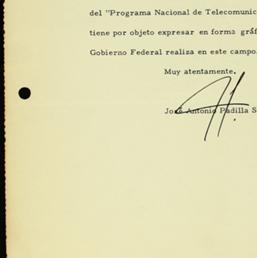 del "Programa Nacional de Telecomunic
tiene por objeto expresar en forma gráf
Gobierno Federal realiza en este campo.
Muy atentamente.
José Antonio Padilla S